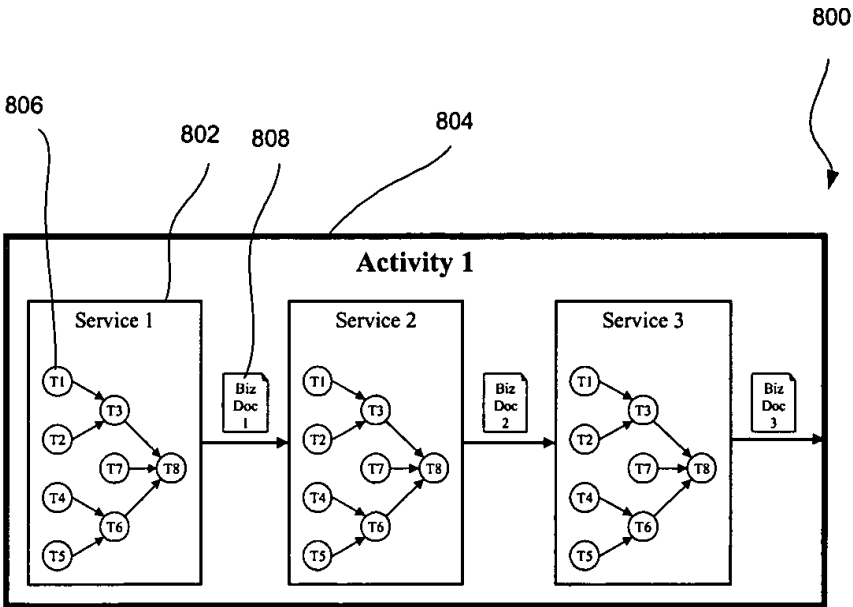 800
806
802
808
804
Activity 1
Service 1
T1
T2
T3
T7
T8
T4
T6
T5
Biz
Doc
1
Service 2
T1
T2
T3
T7
T8
T4
T6
T5
Biz
Doc
2
Service 3
T1
T2
T3
T7
T8
T4
T6
T5
Biz
Doc
3